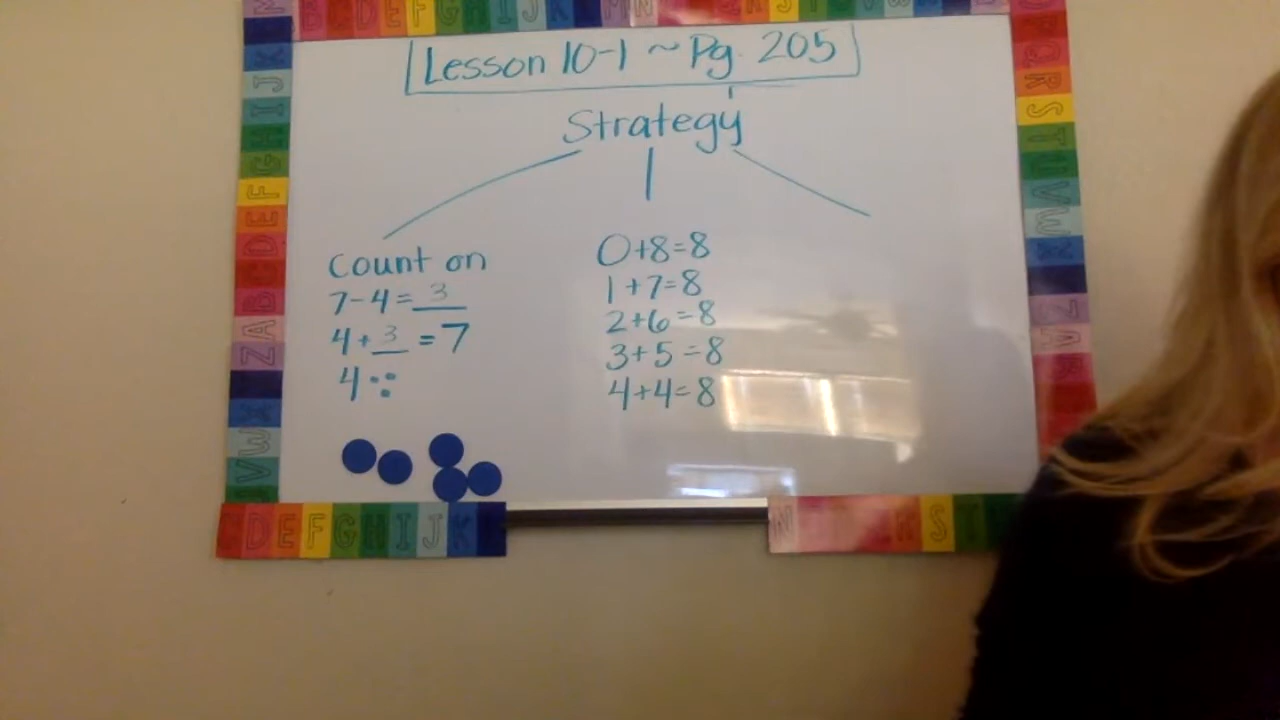 Lesson 10-1 ~ Pg. 205
Strategy
Count on
7-4=3
4+3=7
4
0+8=8
1+7=8
2+6=8
3+5=8
4+4=8
DEFGHIJK